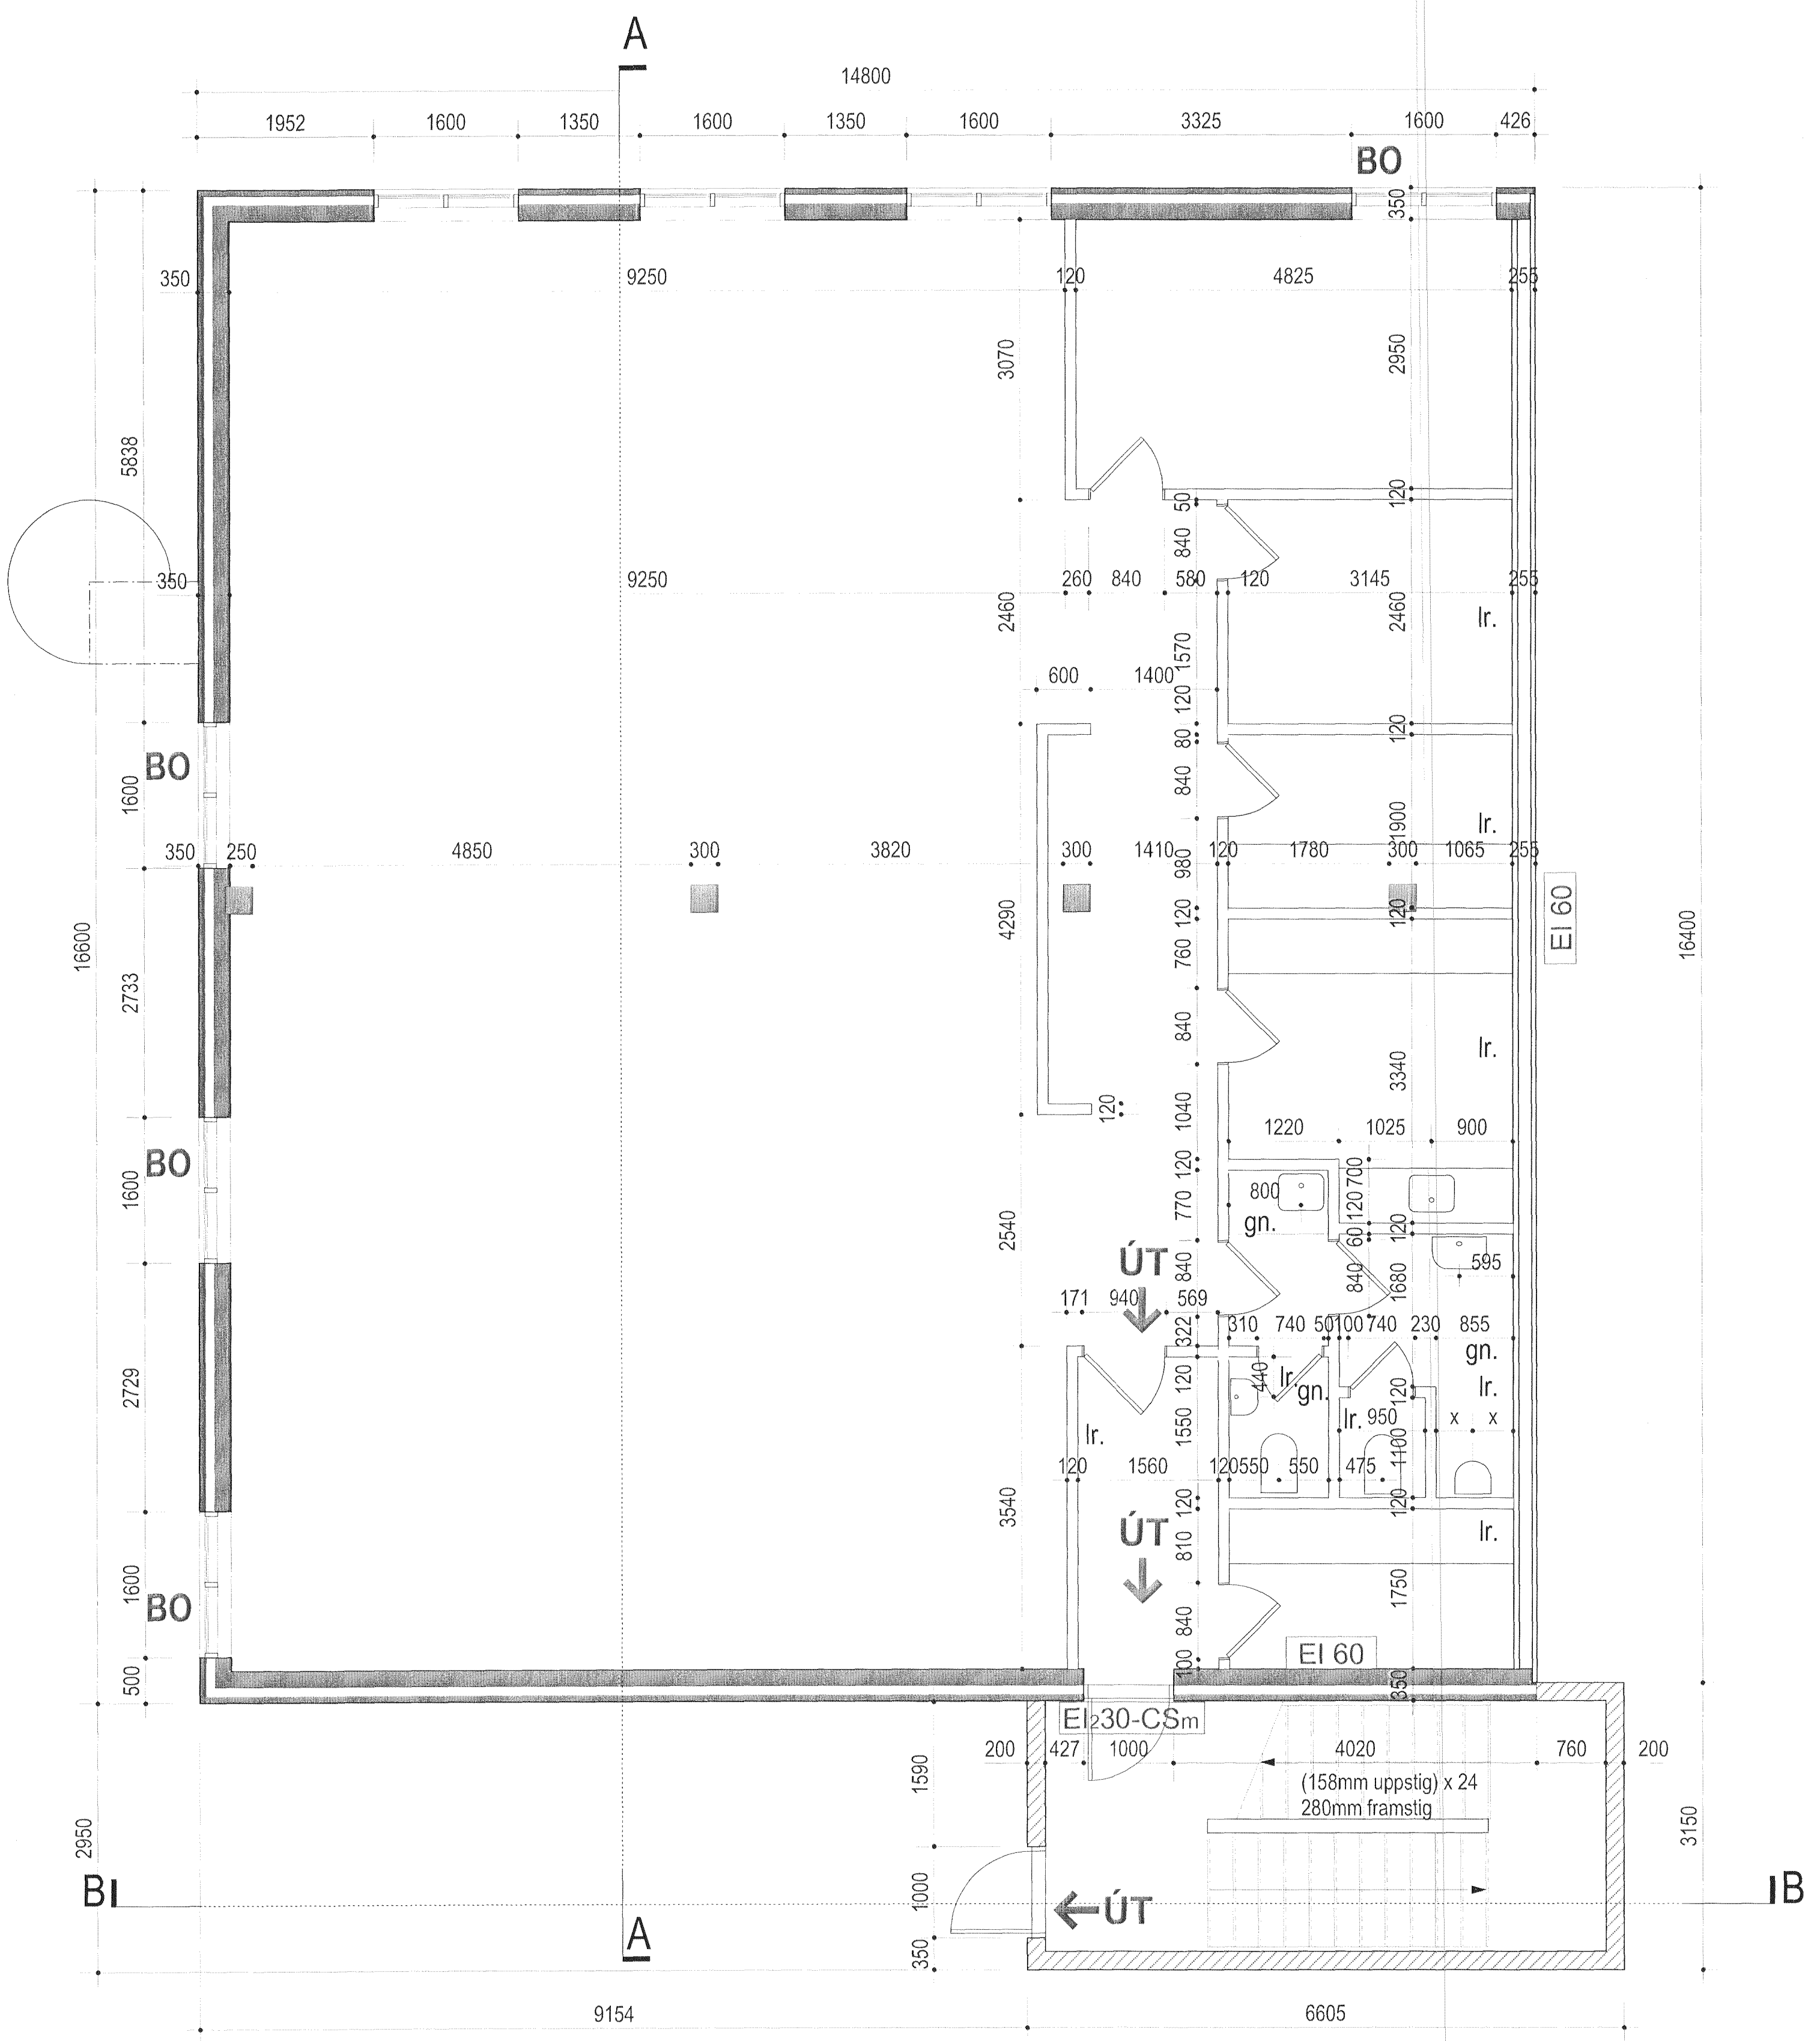 A
14800
1952 1600 1350 1600 1350 1600 3325 1600 426
BO
350
350 9250 120 4825 255
3070
2950
5838
120
50
840
350 9250 260 840 580 120 3145 255
2460
2460
lr.
1570
600 1400
120
120
80
BO
1600
840
1900
lr.
350 250 4850 300 3820 300 1410 120 1780 300 1065 255
980
EI 60
16600
16400
4290
120
120
760
2733
840
lr.
3340
120
1040
1220 1025 900
BO
1600
120
700
770
800
120
gn.
2540
60
120
ÚT
840
840
1680
595
171 940 569
322
310 740 50 100 740 230 855
gn.
2729
120
440
lr.
gn.
120
lr.
lr.
950
x x
lr.
1550
1100
120 1560 120 550 550 475
3540
120
120
ÚT
810
lr.
1600
BO
1750
840
500
100
EI 60
350
EI₂30-CSm
200 427 1000 4020 760 200
1590
(158mm uppstig) x 24
280mm framstig
2950
3150
B B
1000
ÚT
A
350
9154 6605